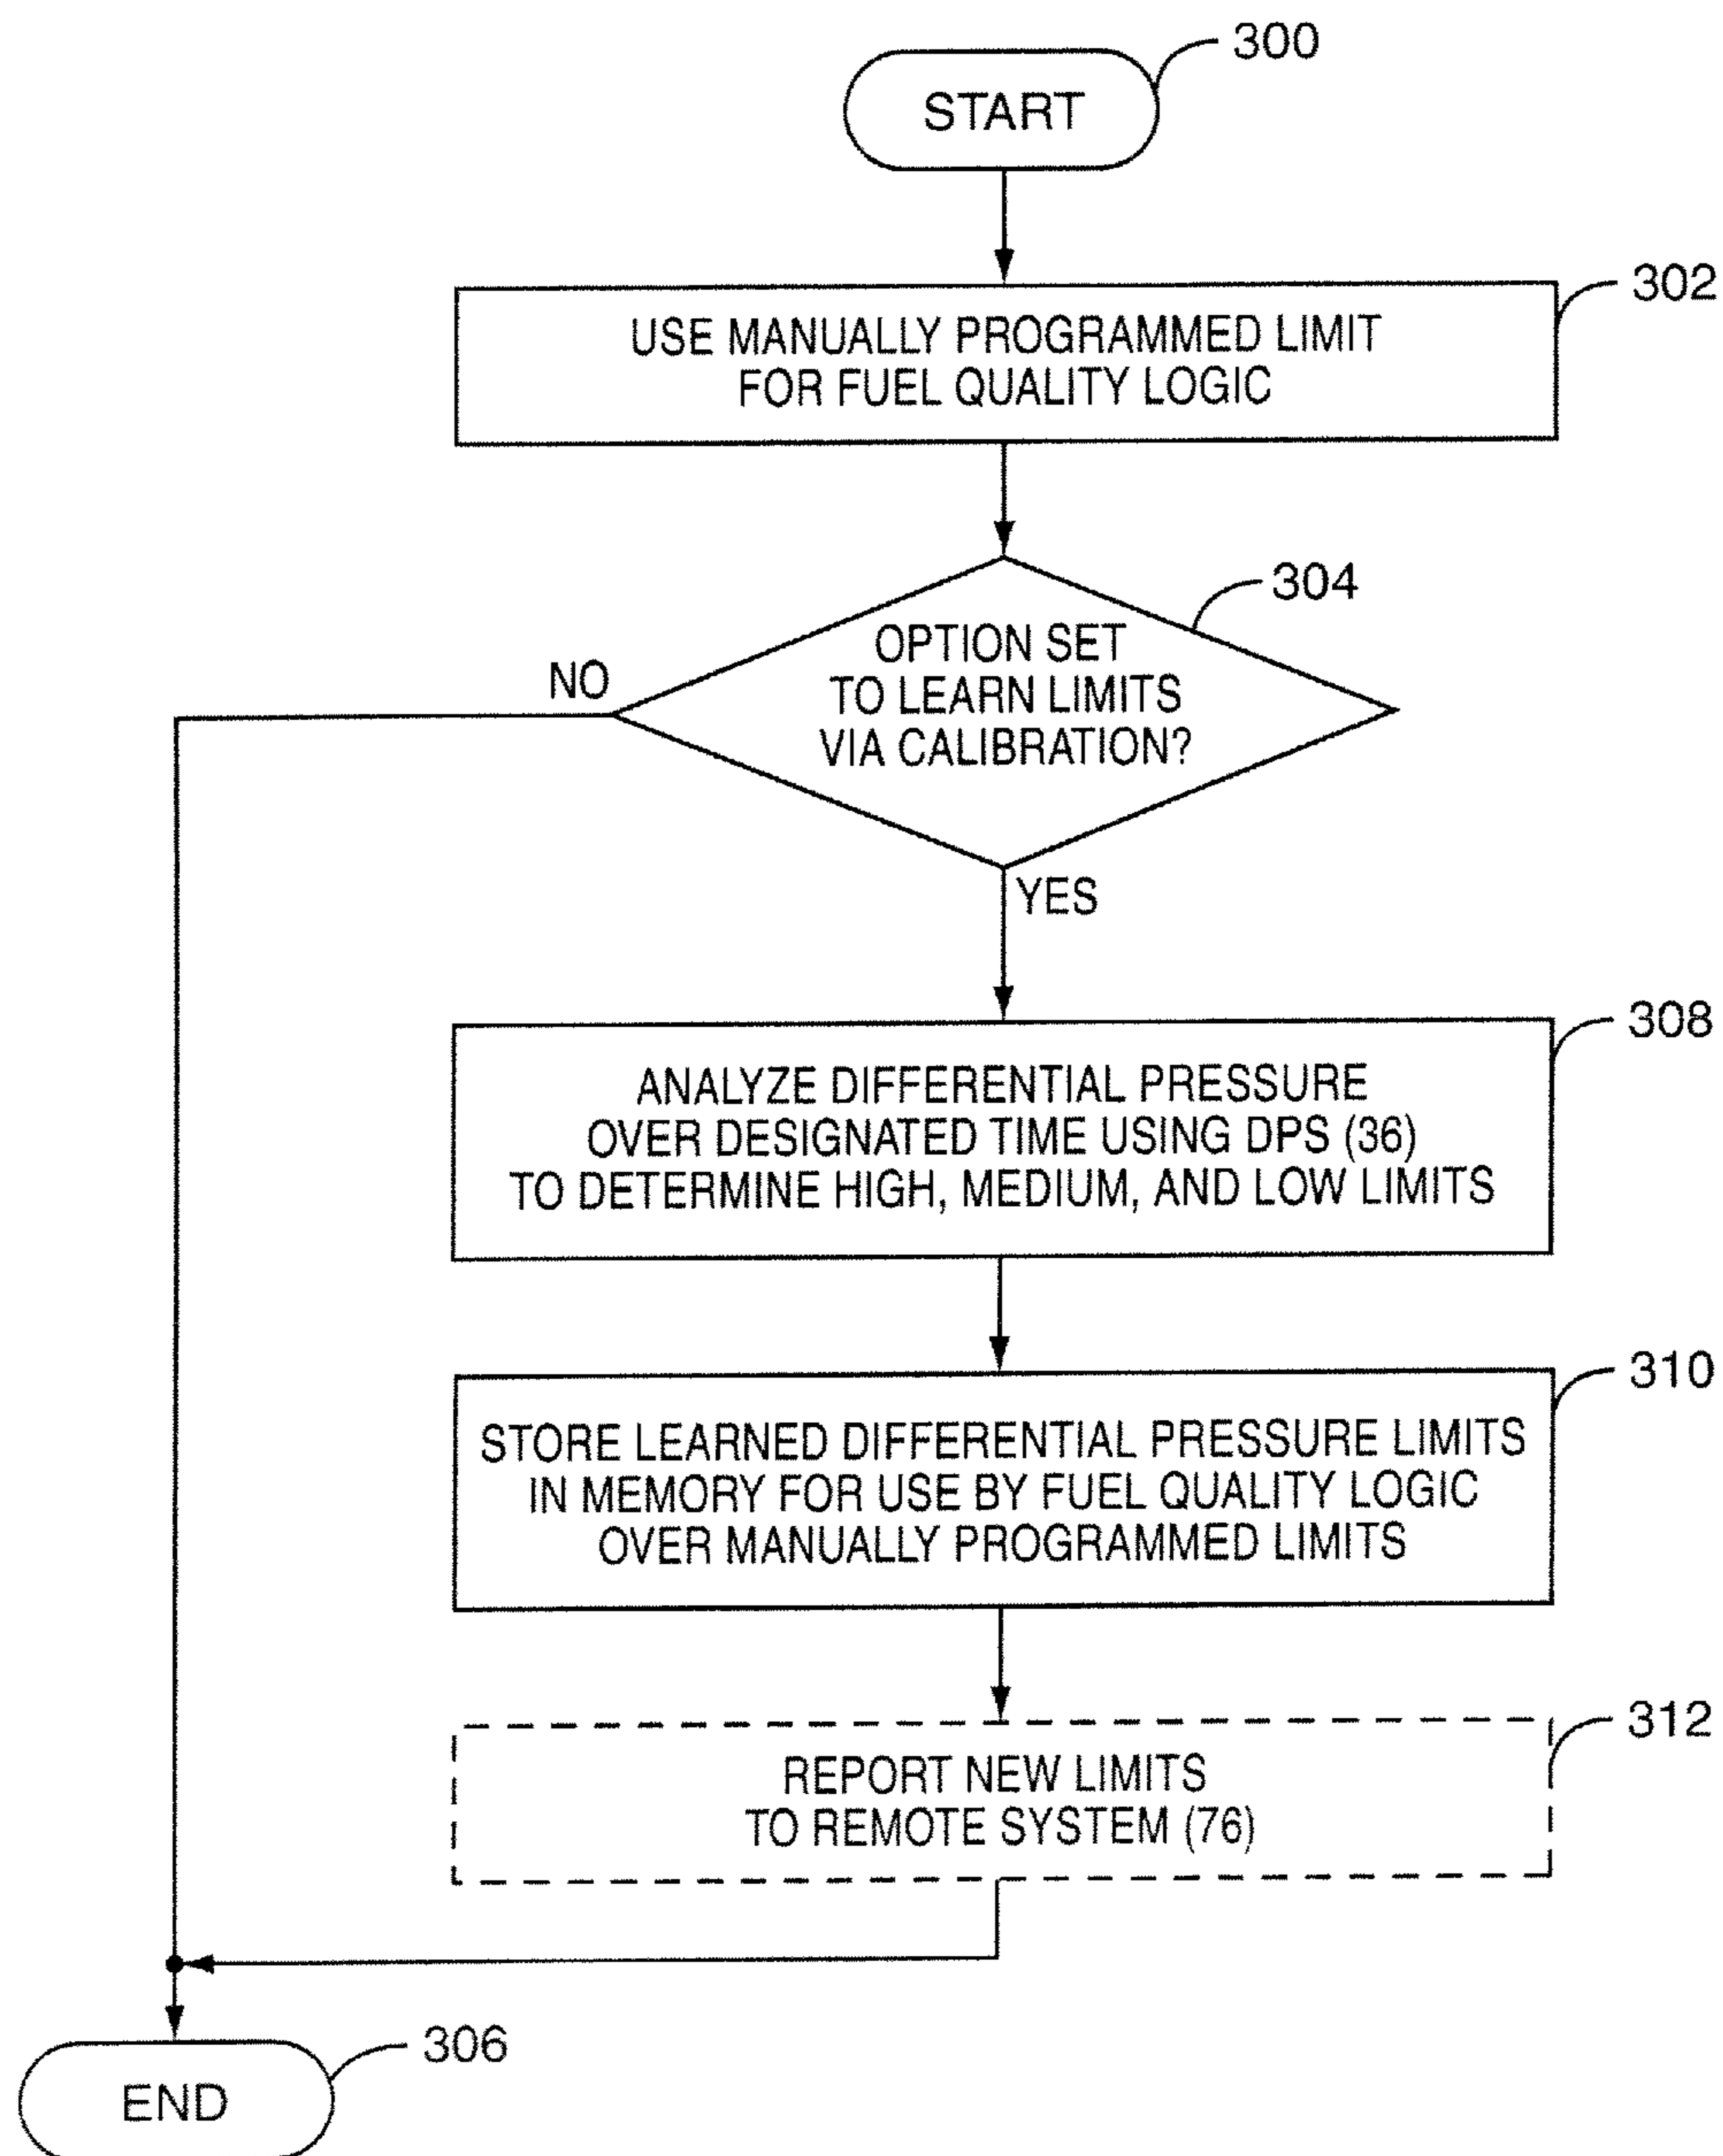 300
START
302
USE MANUALLY PROGRAMMED LIMIT
FOR FUEL QUALITY LOGIC
304
OPTION SET
TO LEARN LIMITS
VIA CALIBRATION?
NO
YES
308
ANALYZE DIFFERENTIAL PRESSURE
OVER DESIGNATED TIME USING DPS (36)
TO DETERMINE HIGH, MEDIUM, AND LOW LIMITS
310
STORE LEARNED DIFFERENTIAL PRESSURE LIMITS
IN MEMORY FOR USE BY FUEL QUALITY LOGIC
OVER MANUALLY PROGRAMMED LIMITS
312
REPORT NEW LIMITS
TO REMOTE SYSTEM (76)
306
END